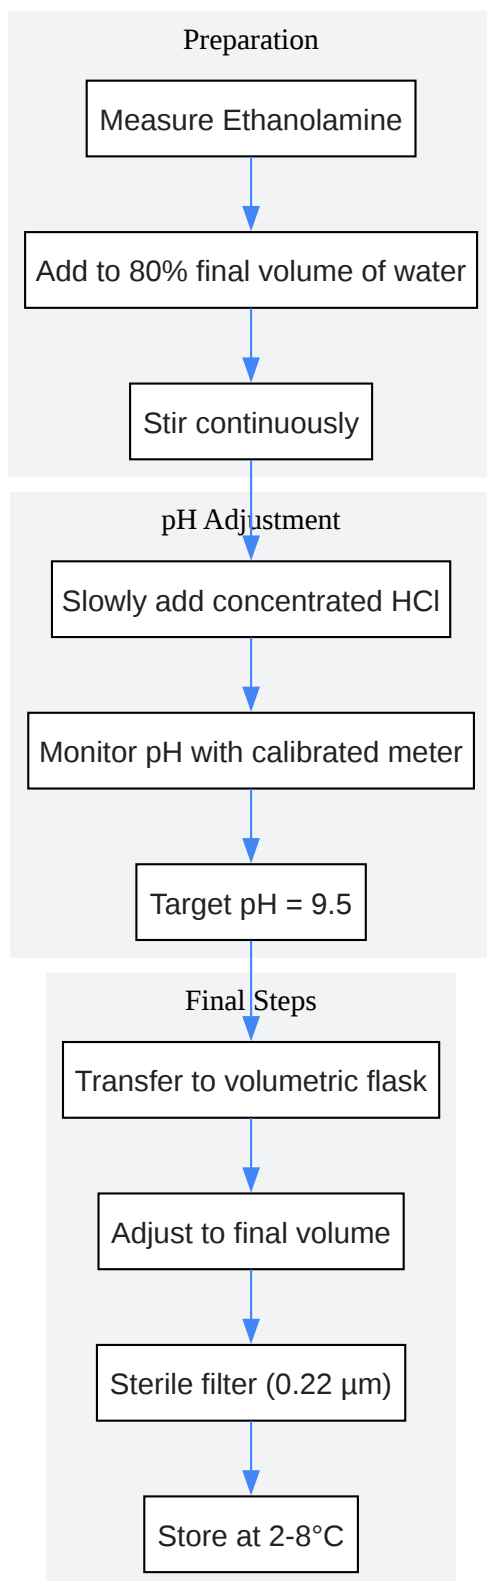 Preparation
Measure Ethanolamine
Add to 80% final volume of water
Stir continuously
pH Adjustment
Slowly add concentrated HCl
Monitor pH with calibrated meter
Target pH = 9.5
Final Steps
Transfer to volumetric flask
Adjust to final volume
Sterile filter (0.22 µm)
Store at 2-8°C